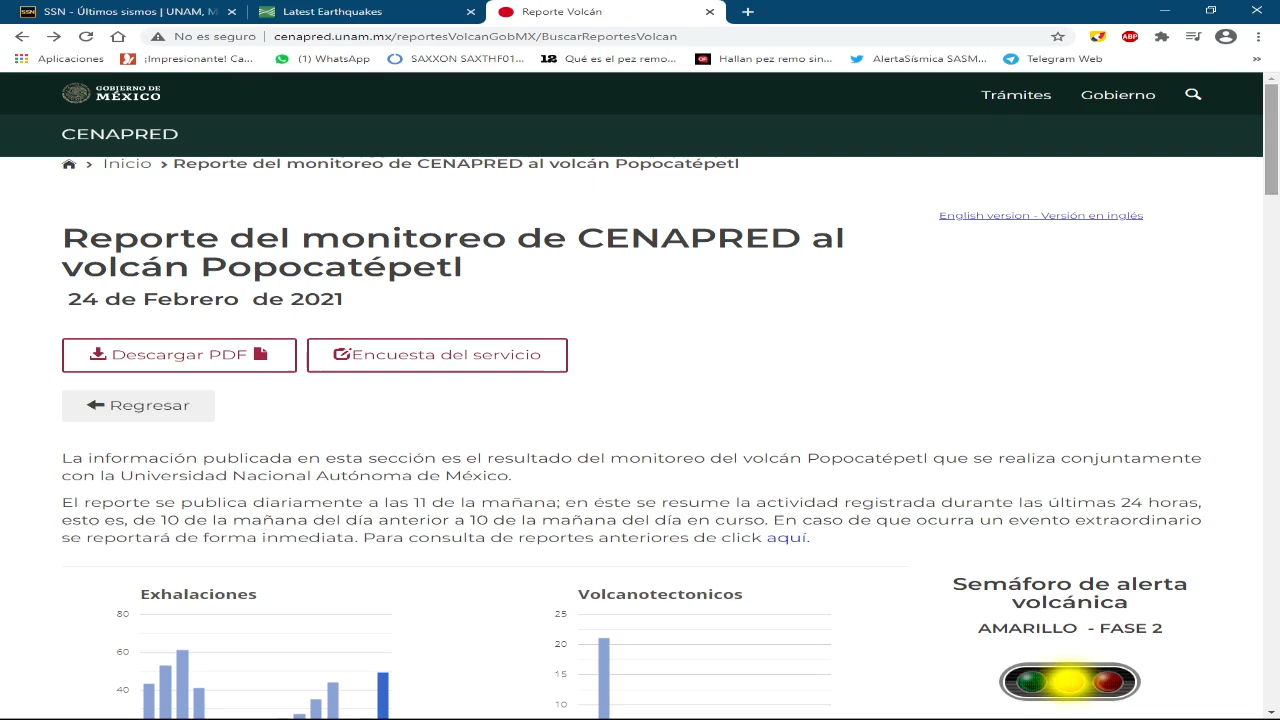 SSN - Últimos sismos | UNAM, M
Latest Earthquakes
Reporte Volcán
No es seguro | cenapred.unam.mx/reportesVolcanGobMX/BuscarReportesVolcan
ABP
Aplicaciones
¡Impresionante! Ca...
(1) WhatsApp
SAXXON SAXTHF01...
12 Qué es el pez remo...
Hallan pez remo sin...
AlertaSísmica SASM...
Telegram Web
»
GOBIERNO DE
MÉXICO
Trámites
Gobierno
CENAPRED
> Inicio > Reporte del monitoreo de CENAPRED al volcán Popocatépetl
English version - Versión en inglés
Reporte del monitoreo de CENAPRED al
volcán Popocatépetl
24 de Febrero de 2021
Descargar PDF
Encuesta del servicio
Regresar
La información publicada en esta sección es el resultado del monitoreo del volcán Popocatépetl que se realiza conjuntamente
con la Universidad Nacional Autónoma de México.
El reporte se publica diariamente a las 11 de la mañana; en éste se resume la actividad registrada durante las últimas 24 horas,
esto es, de 10 de la mañana del día anterior a 10 de la mañana del día en curso. En caso de que ocurra un evento extraordinario
se reportará de forma inmediata. Para consulta de reportes anteriores de click aquí.
Exhalaciones
80
60
40
Volcanotectonicos
25
20
15
10
Semáforo de alerta
volcánica
AMARILLO - FASE 2